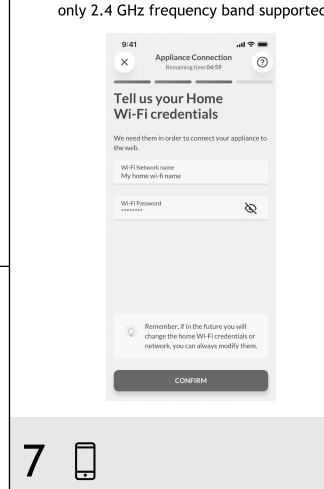 only 2.4 GHz frequency band supported
9:41
Appliance Connection
Remaining time 04:59
Tell us your Home
Wi-Fi credentials
We need them in order to connect your appliance to
the web.
Wi-Fi Network name
My home wi-fi name
Wi-Fi Password
********
Remember, if in the future you will
change the home Wi-Fi credentials or
network, you can always modify them.
CONFIRM
7